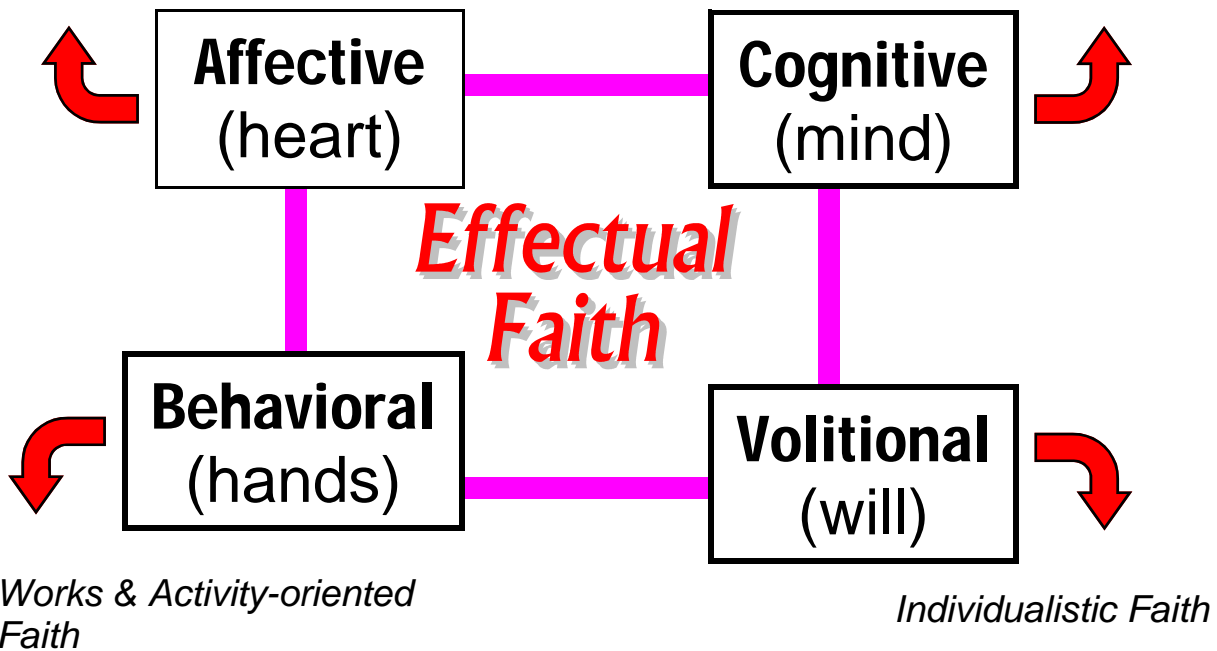 Affective
(heart)
Cognitive
(mind)
Effectual
Faith
Behavioral
(hands)
Volitional
(will)
Works & Activity-oriented
Faith
Individualistic Faith